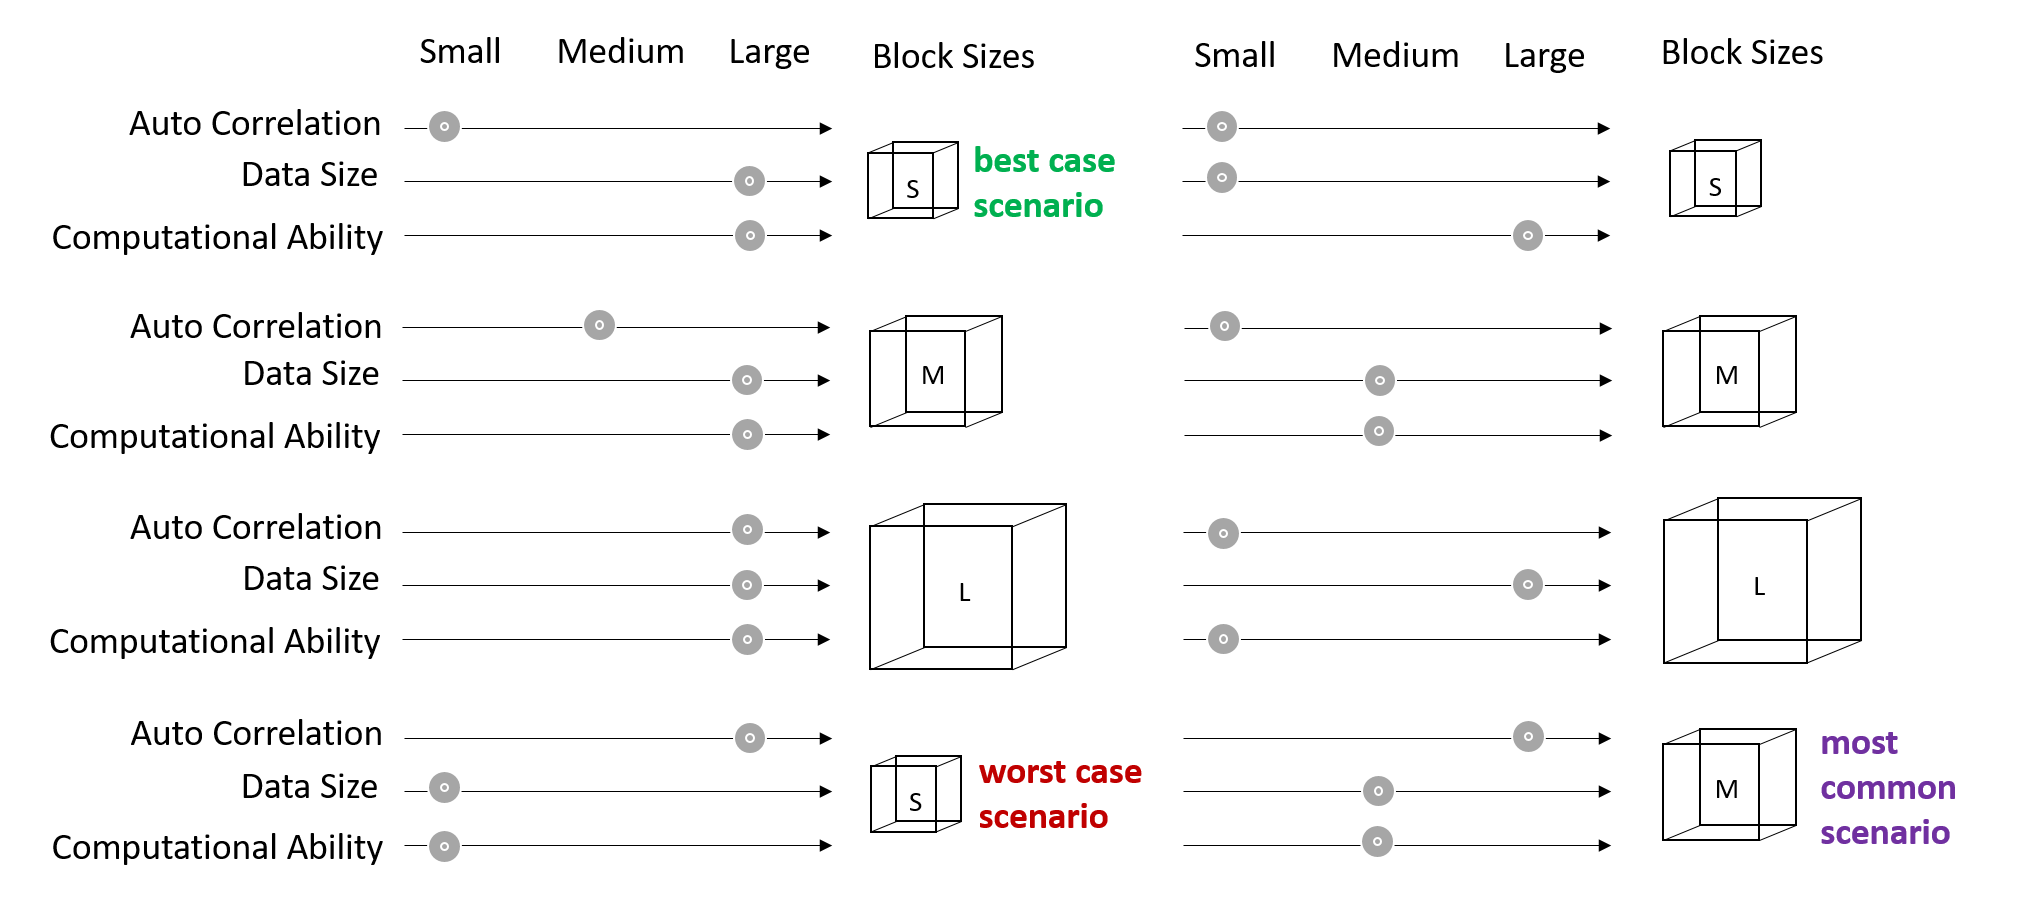 Small Medium Large Block Sizes Small Medium Large Block Sizes
Auto Correlation
Data Size
Computational Ability
S
best case
scenario
S
Auto Correlation
Data Size
Computational Ability
M
M
Auto Correlation
Data Size
Computational Ability
L
L
Auto Correlation
Data Size
Computational Ability
S
worst case
scenario
M
most
common
scenario